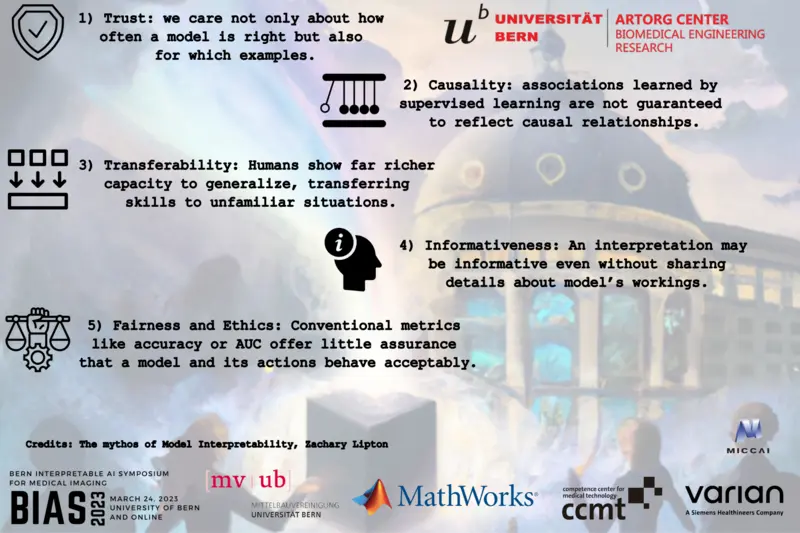 1) Trust: we care not only about how
often a model is right but also
for which examples.
u
b
UNIVERSITÄT
BERN
ARTORG CENTER
BIOMEDICAL ENGINEERING
RESEARCH
2) Causality: associations learned by
supervised learning are not guaranteed
to reflect causal relationships.
3) Transferability: Humans show far richer
capacity to generalize, transferring
skills to unfamiliar situations.
i
4) Informativeness: An interpretation may
be informative even without sharing
details about model's workings.
5) Fairness and Ethics: Conventional metrics
like accuracy or AUC offer little assurance
that a model and its actions behave acceptably.
Credits: The mythos of Model Interpretability, Zachary Lipton
MICCAI
BERN INTERPRETABLE AI SYMPOSIUM
FOR MEDICAL IMAGING
BIAS 2023
MARCH 24. 2023
UNIVERSITY OF BERN
AND ONLINE
[mv|ub]
MITTELBAUVEREINIGUNG
UNIVERSITÄT BERN
MathWorks®
competence center for
medical technology
ccmt
varian
A Siemens Healthineers Company